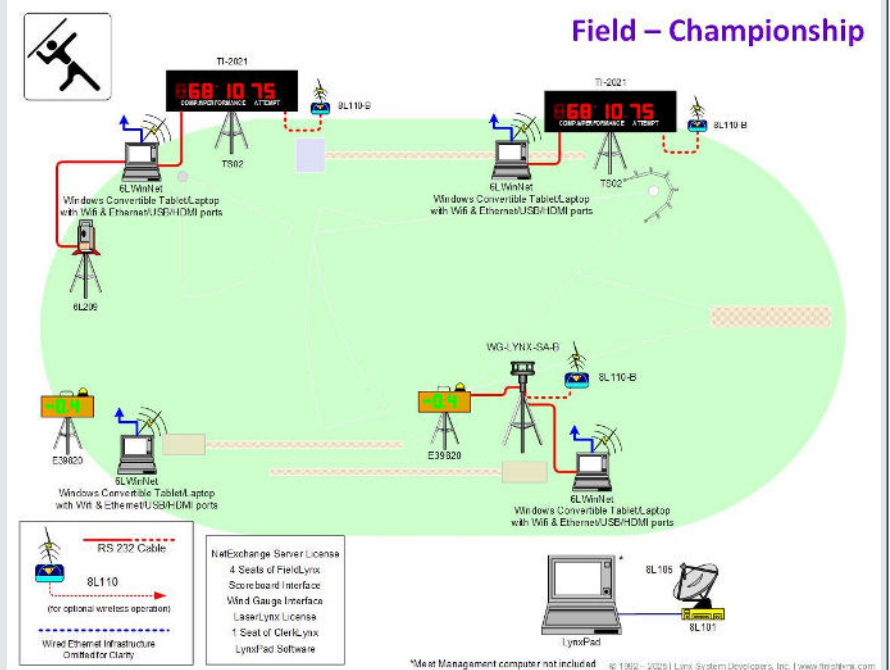 Field – Championship
TI-2021
68 10.75
COMP.№PERFORMANCE ATTEMPT
8L110-B
TS02
6LWinNet
Windows Convertible Tablet/Laptop
with Wifi & Ethernet/USB/HDMI ports
6L209
TI-2021
68 10.75
ATTEMPT
8L110-B
TS02
6LWinNet
Windows Convertible Tablet/Laptop
with Wifi & Ethernet/USB/HDMI ports
WG-LYNX-SA-B
8L110-B
-0.4
E39820
6LWinNet
Windows Convertible Tablet/Laptop
with Wifi & Ethernet/USB/HDMI ports
-0.4
E39820
6LWinNet
Windows Convertible Tablet/Laptop
with Wifi & Ethernet/USB/HDMI ports
RS 232 Cable
8L110
(for optional wireless operation)
Wired Ethernet Infrastructure
Omitted for Clarity
NetExchange Server License
4 Seats of FieldLynx
Scoreboard Interface
Wind Gauge Interface
LaserLynx License
1 Seat of ClerkLynx
LynxPad Software
*
LynxPad
8L105
8L101
*Meet Management computer not included
© 1992 – 2025 | Lynx System Developers, Inc. | www.finishlynx.com